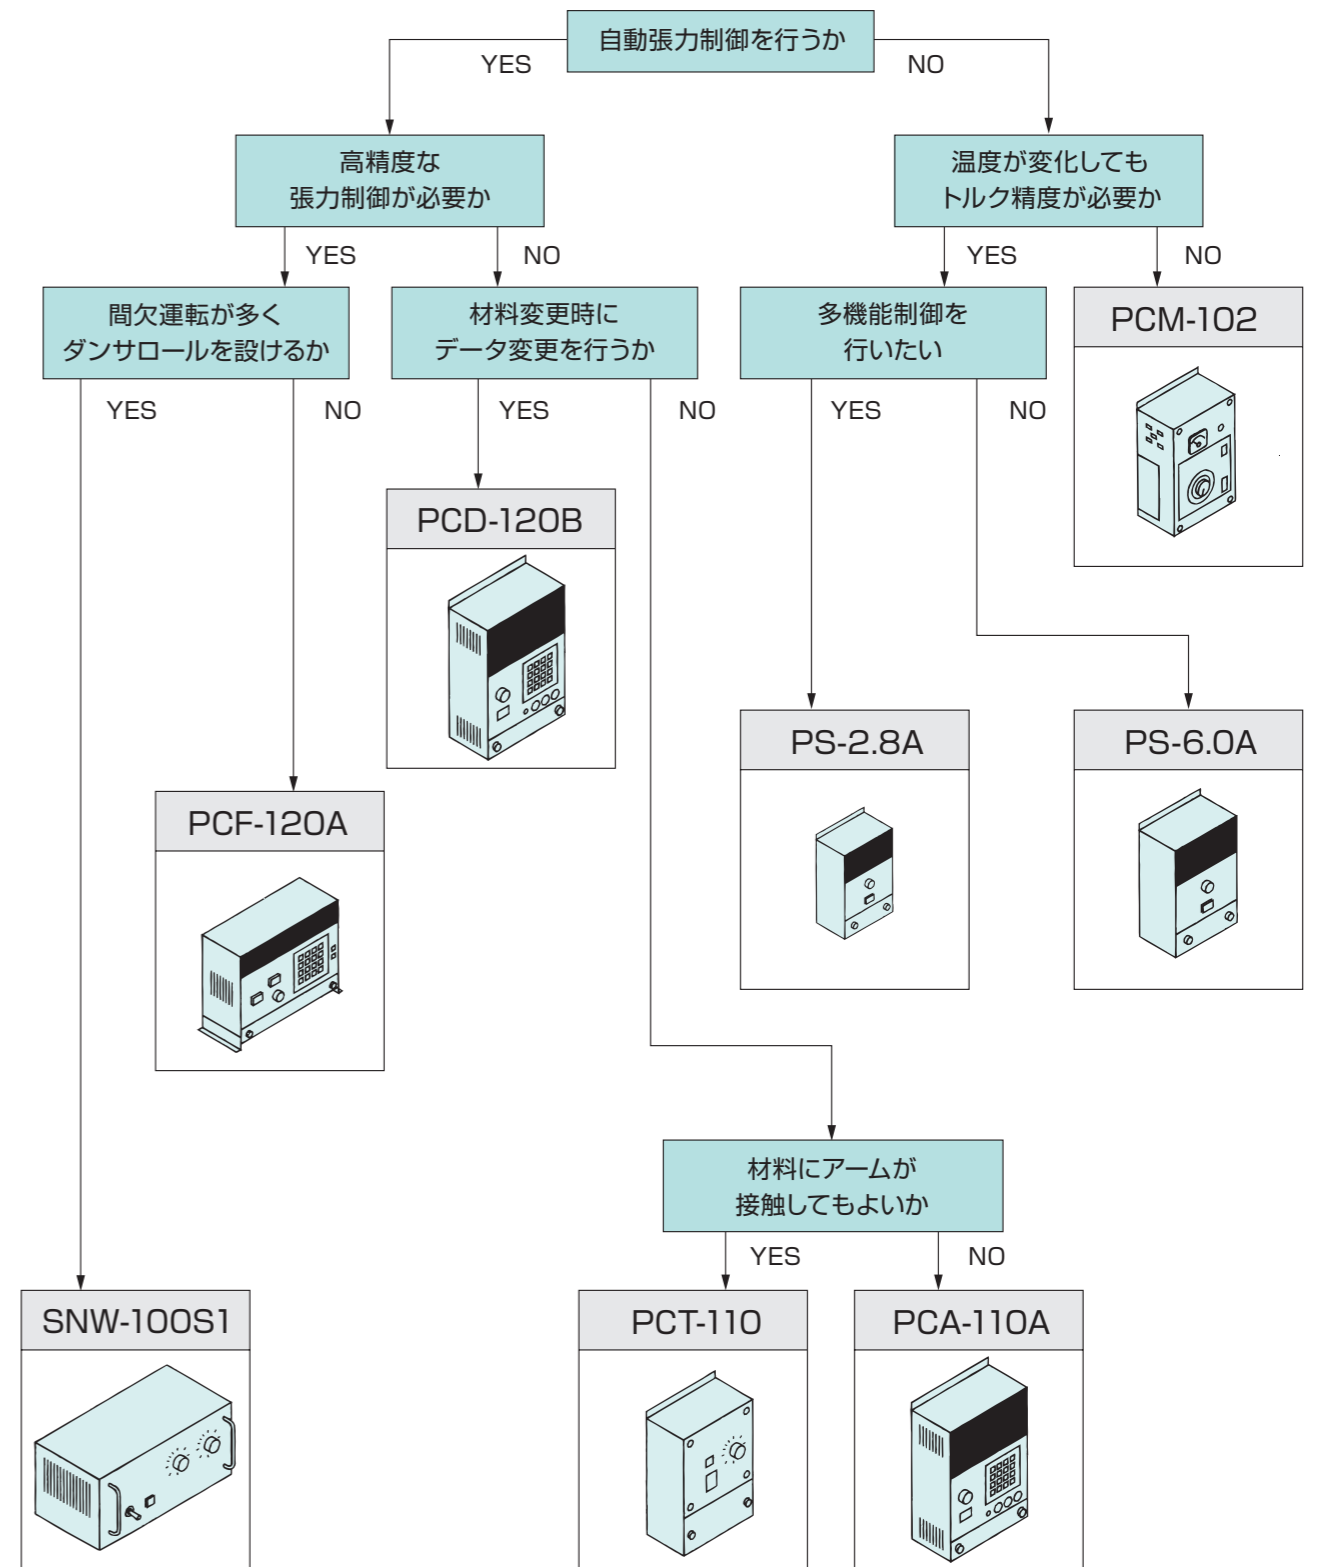 自動張力制御を行うか
YES
NO
高精度な
張力制御が必要か
温度が変化しても
トルク精度が必要か
YES
NO
YES
NO
間欠運転が多く
ダンサロールを設けるか
材料変更時に
データ変更を行うか
多機能制御を
行いたい
PCM-102
YES
NO
YES
NO
YES
NO
PCD-120B
PS-2.8A
PS-6.0A
PCF-120A
材料にアームが
接触してもよいか
YES
NO
SNW-100S1
PCT-110
PCA-110A